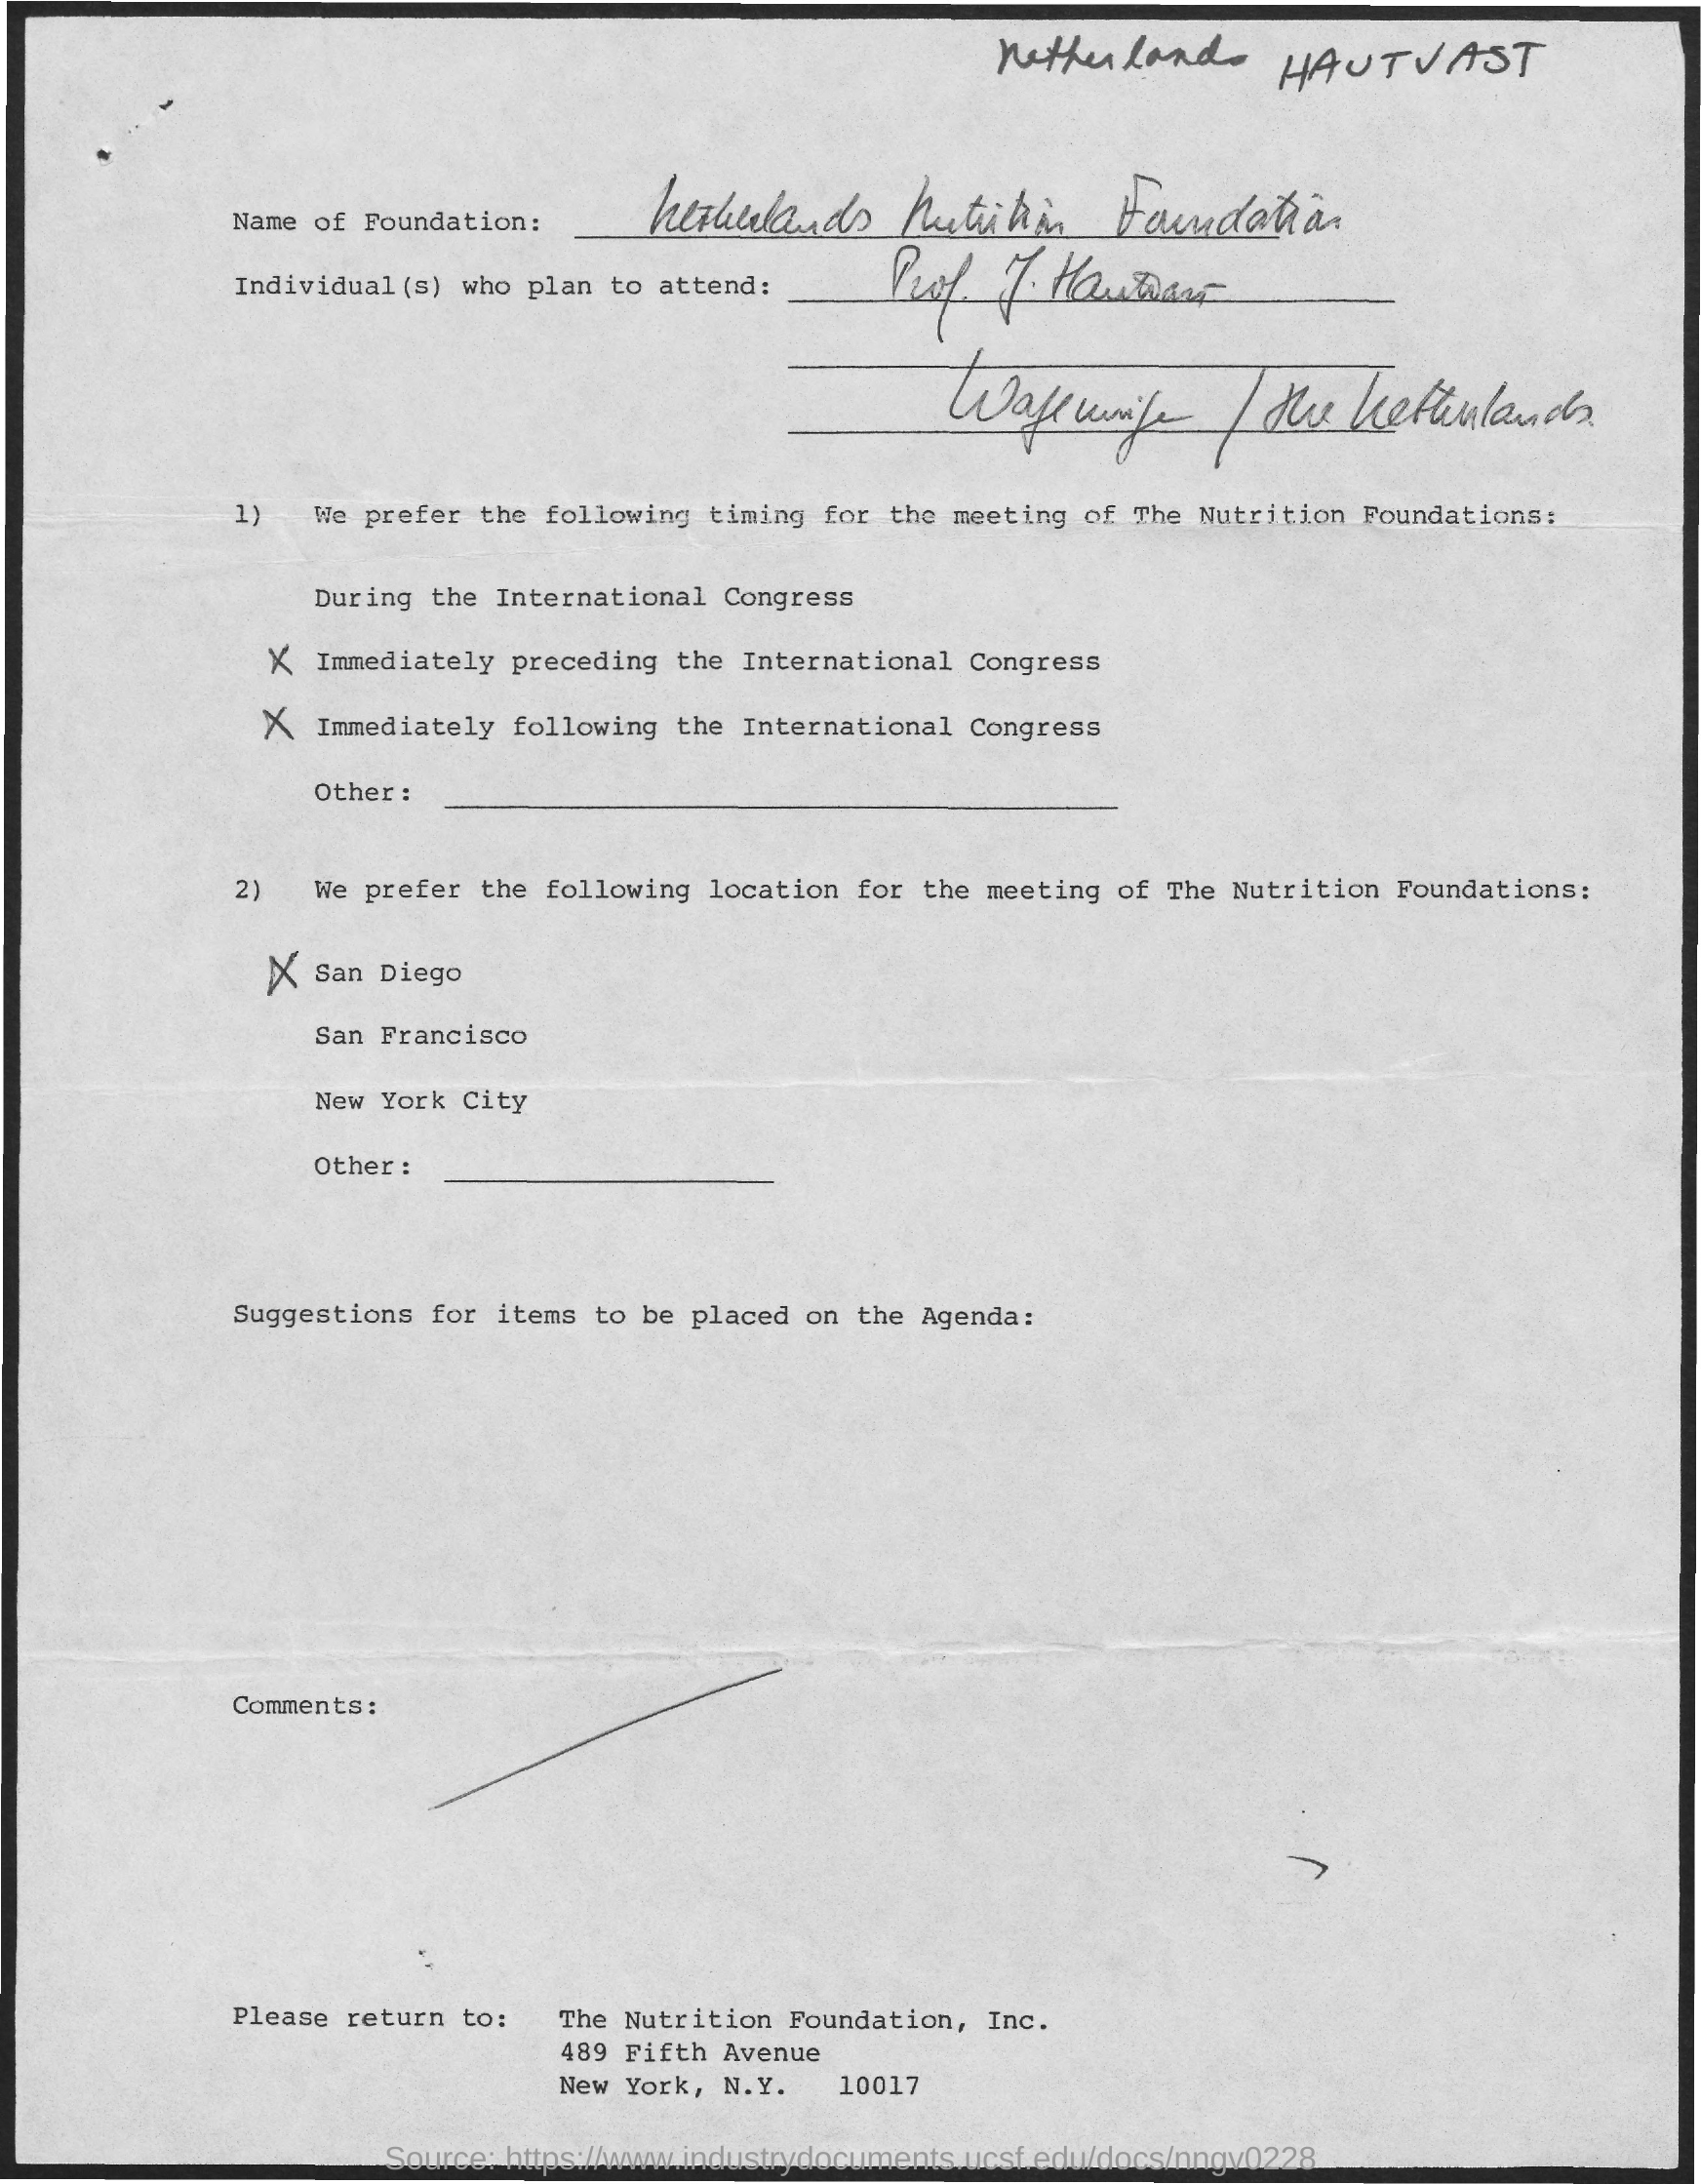 Netherlands HAUTVAST
Name of Foundation: Netherlands Nutrition Foundation
Individual(s) who plan to attend: Prof. J. Hautvast
Wageningen / The Netherlands.
1) We prefer the following timing for the meeting of The Nutrition Foundations:
During the International Congress
X Immediately preceding the International Congress
X Immediately following the International Congress
Other:
2) We prefer the following location for the meeting of The Nutrition Foundations:
X San Diego
San Francisco
New York City
Other:
Suggestions for items to be placed on the Agenda:
Comments:
Please return to: The Nutrition Foundation, Inc.
489 Fifth Avenue
New York, N.Y. 10017
Source: https://www.industrydocuments.ucsf.edu/docs/nngv0228